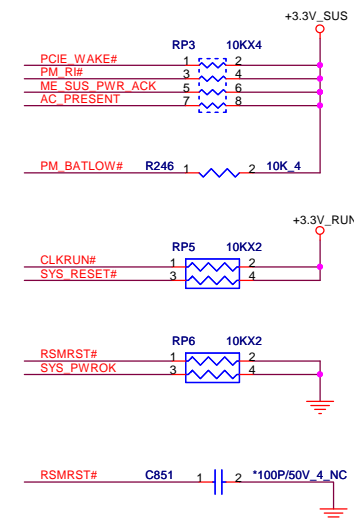 +3.3V_SUS
RP3 10KX4
PCIE_WAKE# 1 2
PM_RI# 3 4
ME_SUS_PWR_ACK 5 6
AC_PRESENT 7 8
PM_BATLOW# R246 1 2 10K_4
+3.3V_RUN
RP5 10KX2
CLKRUN# 1 2
SYS_RESET# 3 4
RP6 10KX2
RSMRST# 1 2
SYS_PWROK 3 4
RSMRST# C851 1 2 *100P/50V_4_NC